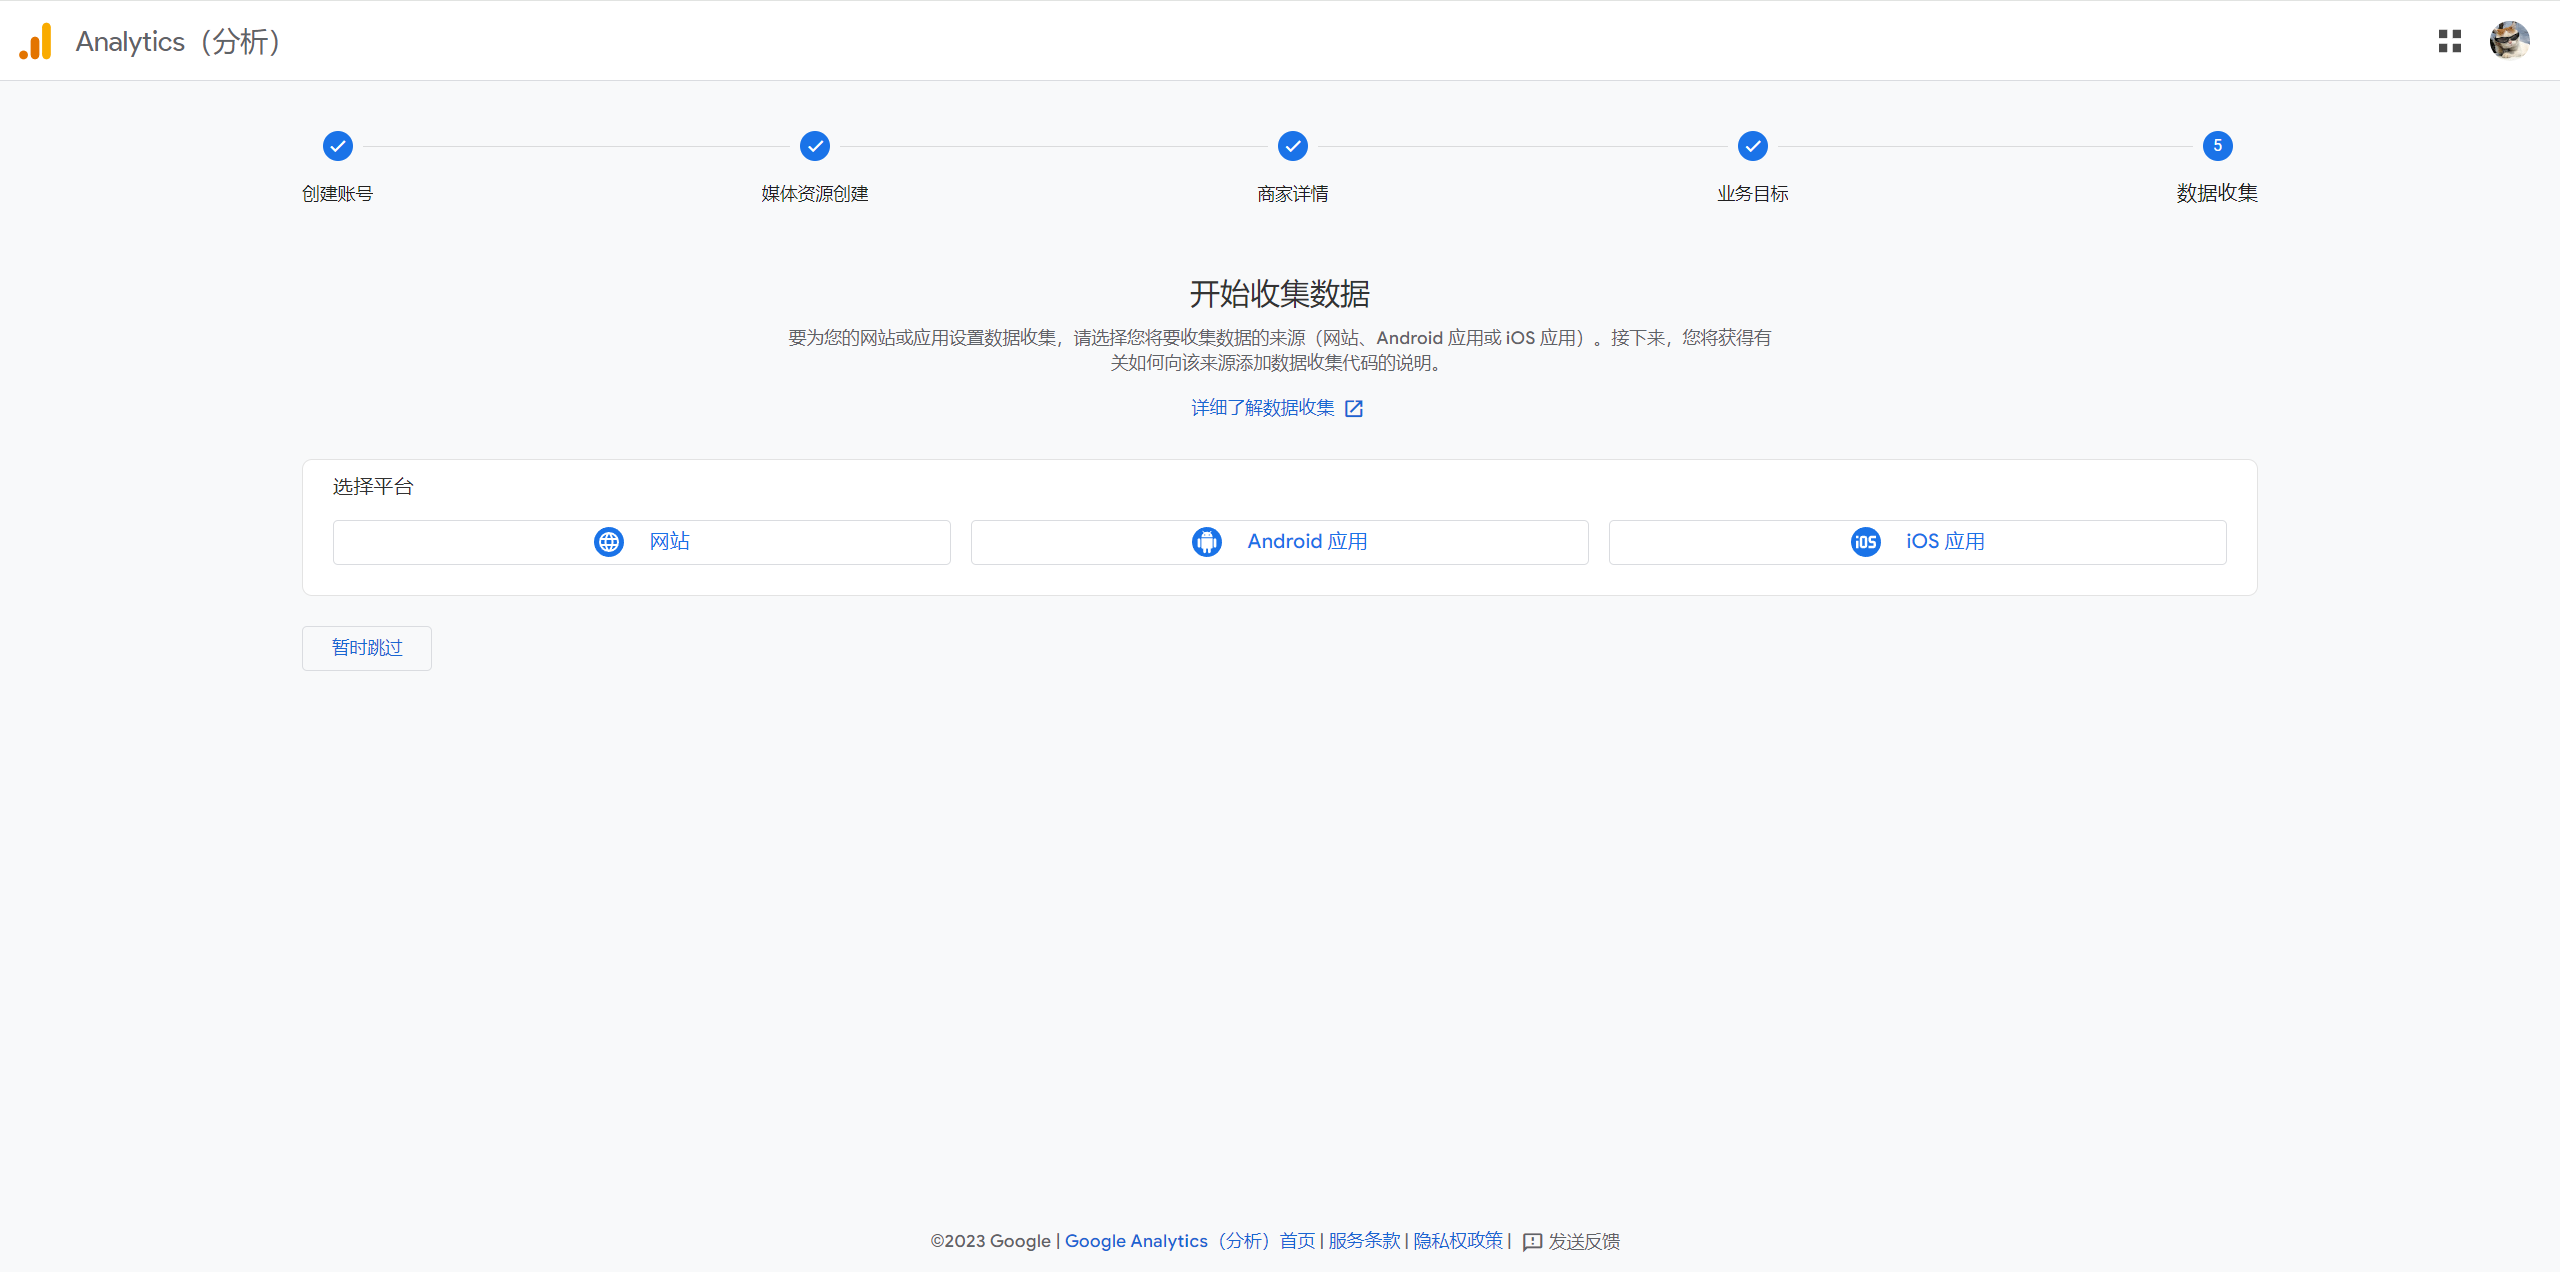 Analytics（分析）
5
创建账号
媒体资源创建
商家详情
业务目标
数据收集
开始收集数据
要为您的网站或应用设置数据收集，请选择您将要收集数据的来源（网站、Android 应用或 iOS 应用）。接下来，您将获得有
关如何向该来源添加数据收集代码的说明。
详细了解数据收集
选择平台
网站
Android 应用
iOS iOS 应用
暂时跳过
©2023 Google | Google Analytics（分析）首页 | 服务条款 | 隐私权政策 | 发送反馈